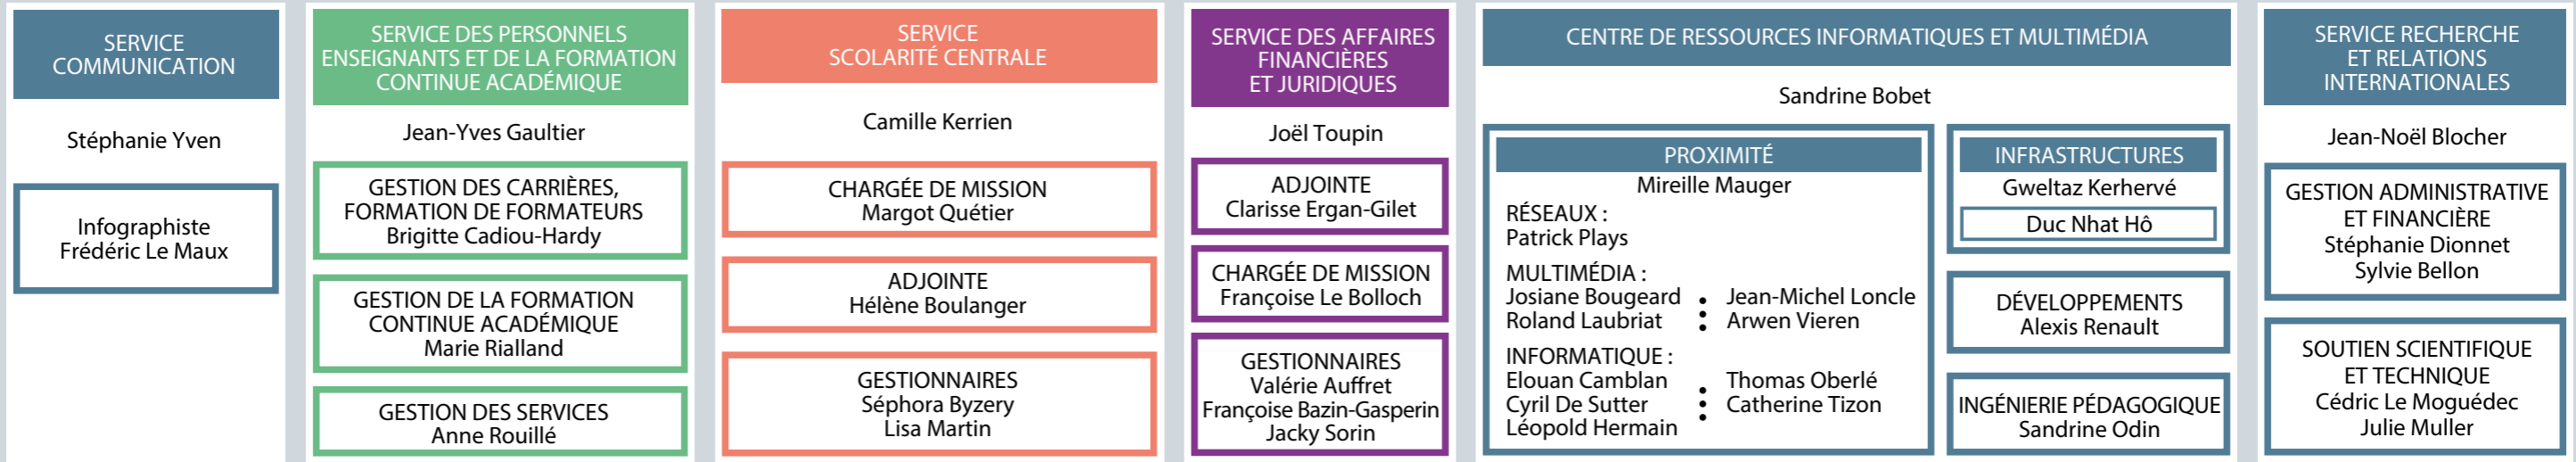 SERVICE
COMMUNICATION
Stéphanie Yven
Infographiste
Frédéric Le Maux
SERVICE DES PERSONNELS
ENSEIGNANTS ET DE LA FORMATION
CONTINUE ACADÉMIQUE
Jean-Yves Gaultier
GESTION DES CARRIÈRES,
FORMATION DE FORMATEURS
Brigitte Cadiou-Hardy
GESTION DE LA FORMATION
CONTINUE ACADÉMIQUE
Marie Rialland
GESTION DES SERVICES
Anne Rouillé
SERVICE
SCOLARITÉ CENTRALE
Camille Kerrien
CHARGÉE DE MISSION
Margot Quétier
ADJOINTE
Hélène Boulanger
GESTIONNAIRES
Séphora Byzery
Lisa Martin
SERVICE DES AFFAIRES
FINANCIÈRES
ET JURIDIQUES
Joël Toupin
ADJOINTE
Clarisse Ergan-Gilet
CHARGÉE DE MISSION
Françoise Le Bolloch
GESTIONNAIRES
Valérie Auffret
Françoise Bazin-Gasperin
Jacky Sorin
CENTRE DE RESSOURCES INFORMATIQUES ET MULTIMÉDIA
Sandrine Bobet
PROXIMITÉ
Mireille Mauger
RÉSEAUX :
Patrick Plays
MULTIMÉDIA :
Josiane Bougeard
Roland Laubriat
Jean-Michel Loncle
Arwen Vieren
INFORMATIQUE :
Elouan Camblan
Cyril De Sutter
Léopold Hermain
Thomas Oberlé
Catherine Tizon
INFRASTRUCTURES
Gweltaz Kerhervé
Duc Nhat Hô
DÉVELOPPEMENTS
Alexis Renault
INGÉNIERIE PÉDAGOGIQUE
Sandrine Odin
SERVICE RECHERCHE
ET RELATIONS
INTERNATIONALES
Jean-Noël Blocher
GESTION ADMINISTRATIVE
ET FINANCIÈRE
Stéphanie Dionnet
Sylvie Bellon
SOUTIEN SCIENTIFIQUE
ET TECHNIQUE
Cédric Le Moguédec
Julie Muller